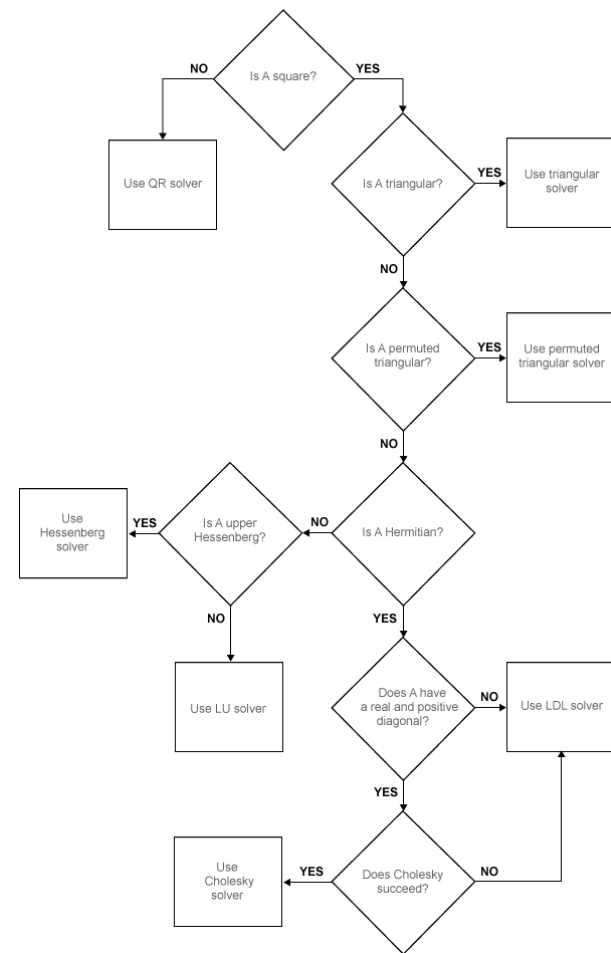 NO
Is A square?
YES
Use QR solver
Is A triangular?
YES
Use triangular
solver
NO
Is A permuted
triangular?
YES
Use permuted
triangular solver
NO
Use
Hessenberg
solver
YES
Is A upper
Hessenberg?
NO
Is A Hermitian?
NO
YES
Use LU solver
Does A have
a real and positive
diagonal?
NO
Use LDL solver
YES
Use
Cholesky
solver
YES
Does Cholesky
succeed?
NO